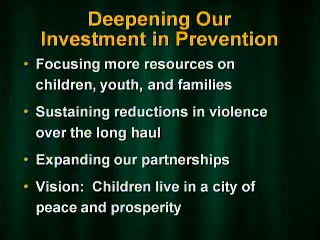 Deepening Our
Investment in Prevention
• Focusing more resources on
children, youth, and families
• Sustaining reductions in violence
over the long haul
• Expanding our partnerships
• Vision:  Children live in a city of
peace and prosperity